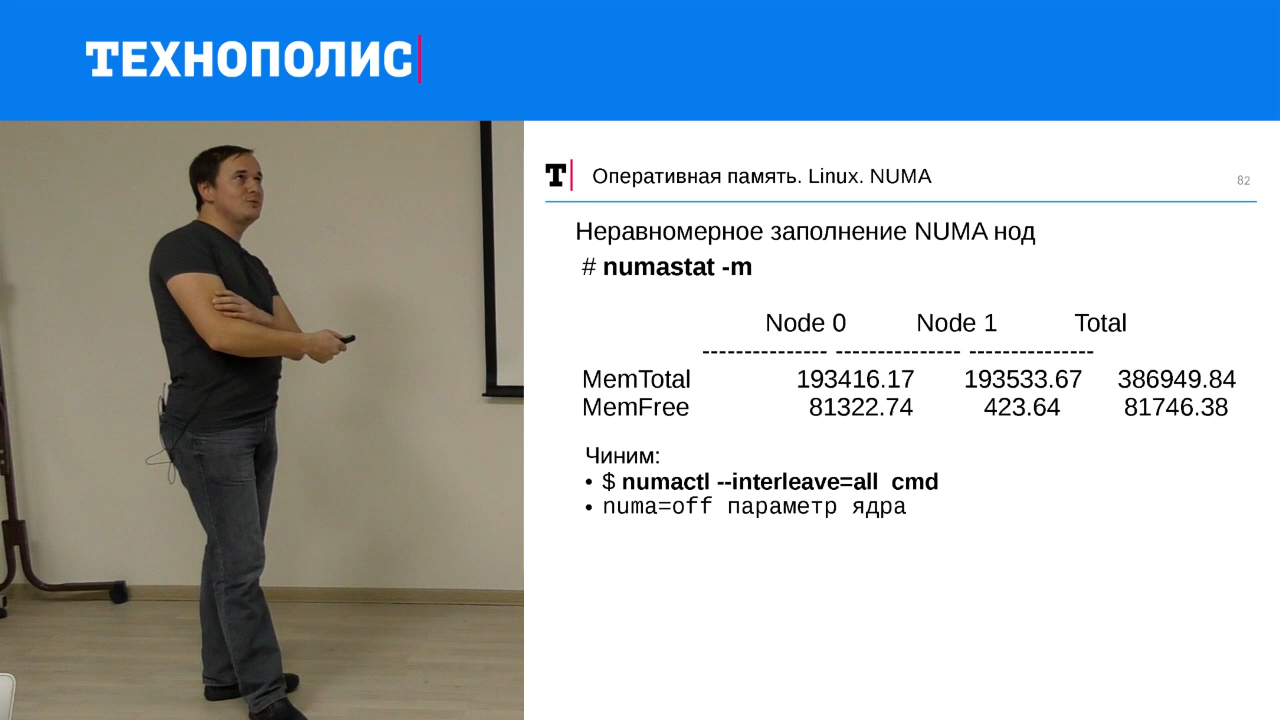 ТЕХНОПОЛИС
Т Оперативная память. Linux. NUMA 82
Неравномерное заполнение NUMA нод
# numastat -m
Node 0 Node 1 Total
--------------- --------------- ---------------
MemTotal 193416.17 193533.67 386949.84
MemFree 81322.74 423.64 81746.38
Чиним:
• $ numactl --interleave=all cmd
• numa=off параметр ядра